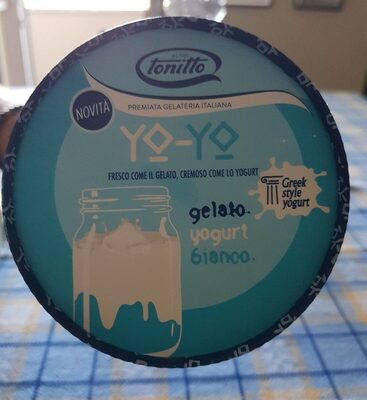 tonitto
NOVITÀ
PREMIATA GELATERIA ITALIANA
YO-YO
FRESCO COME IL GELATO, CREMOSO COME LO YOGURT
gelato.
yogurt
bianco.
Greek
style
yogurt